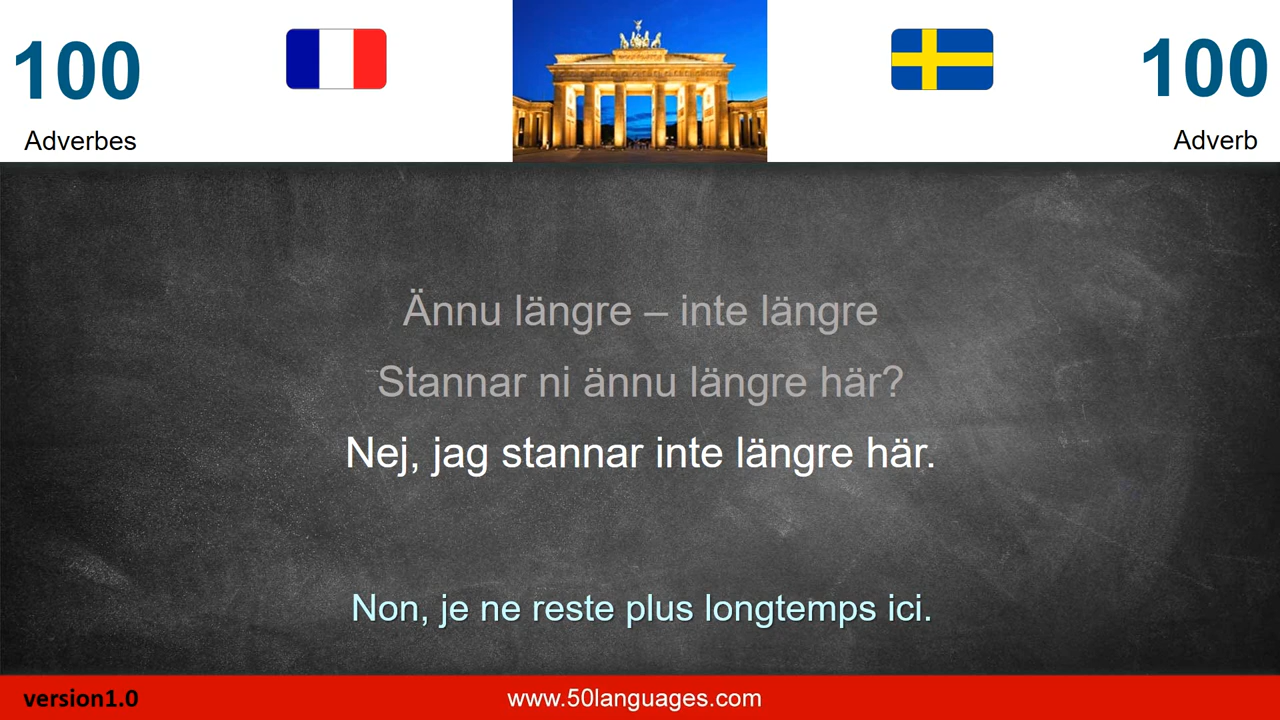 100
100
Adverbes
Adverb
Ännu längre – inte längre
Stannar ni ännu längre här?
Nej, jag stannar inte längre här.
Non, je ne reste plus longtemps ici.
version1.0
www.50languages.com